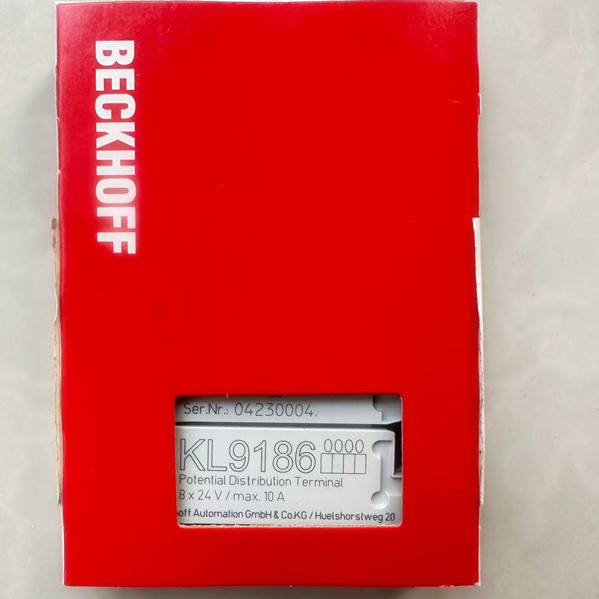 BECKHOFF
Ser.Nr.: 04230004.
KL9186 0000
Potential Distribution Terminal
8 x 24 V / max. 10 A
off Automation GmbH & Co.KG / Huelshorstweg 20